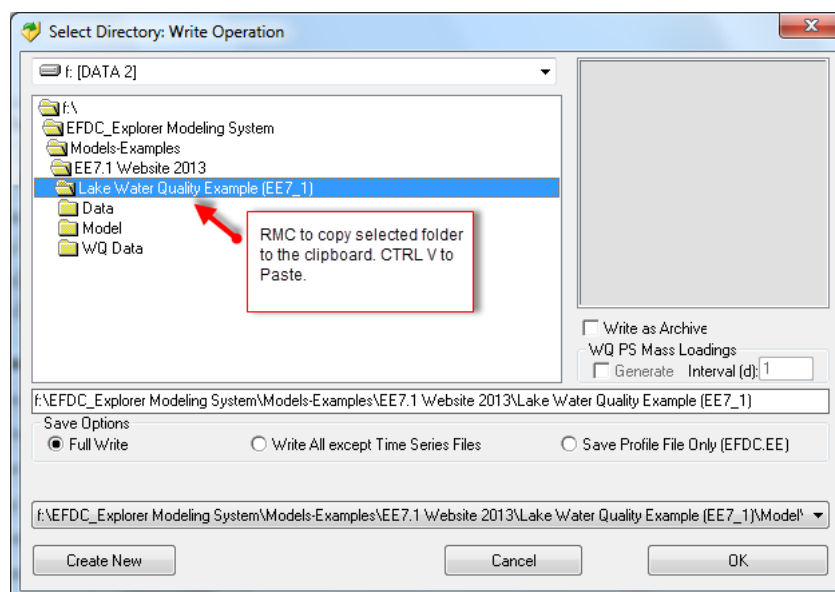 Select Directory: Write Operation
f: [DATA 2]
f:\
EFDC_Explorer Modeling System
Models-Examples
EE7.1 Website 2013
Lake Water Quality Example (EE7_1)
Data
Model
WQ Data
RMC to copy selected folder
to the clipboard. CTRL V to
Paste.
Write as Archive
WQ PS Mass Loadings
Generate Interval (d): 1
f:\EFDC_Explorer Modeling System\Models-Examples\EE7.1 Website 2013\Lake Water Quality Example (EE7_1)
Save Options
Full Write Write All except Time Series Files Save Profile File Only (EFDC.EE)
f:\EFDC_Explorer Modeling System\Models-Examples\EE7.1 Website 2013\Lake Water Quality Example (EE7_1)\Model\
Create New Cancel OK